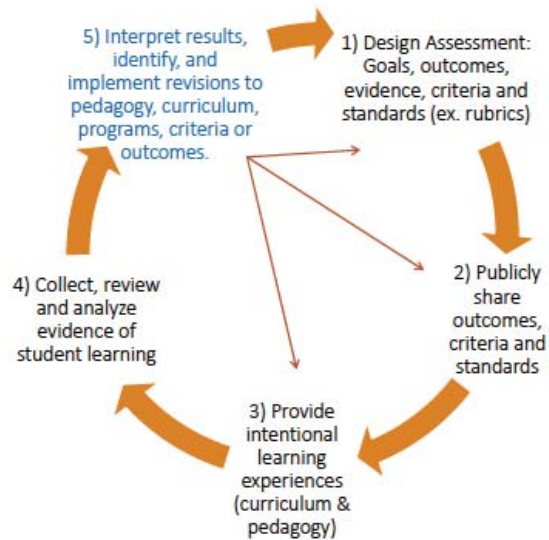 5) Interpret results,
identify, and
implement revisions to
pedagogy, curriculum,
programs, criteria or
outcomes.
1) Design Assessment:
Goals, outcomes,
evidence, criteria and
standards (ex. rubrics)
2) Publicly
share
outcomes,
criteria and
standards
3) Provide
intentional
learning
experiences
(curriculum &
pedagogy)
4) Collect, review
and analyze
evidence of
student learning